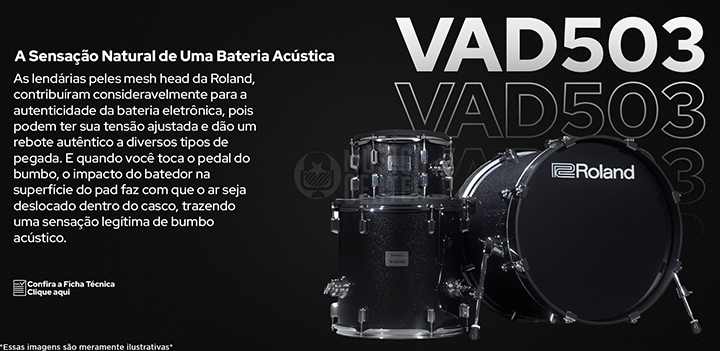 VAD503
VAD503
A Sensação Natural de Uma Bateria Acústica
As lendárias peles mesh head da Roland,
contribuíram consideravelmente para a
autenticidade da bateria eletrônica, pois
podem ter sua tensão ajustada e dão um
rebote autêntico a diversos tipos de
pegada. E quando você toca o pedal do
bumbo, o impacto do batedor na
superfície do pad faz com que o ar seja
deslocado dentro do casco, trazendo
uma sensação legítima de bumbo
acústico.
Roland
Confira a Ficha Técnica
Clique aqui
*Essas imagens são meramente ilustrativas*